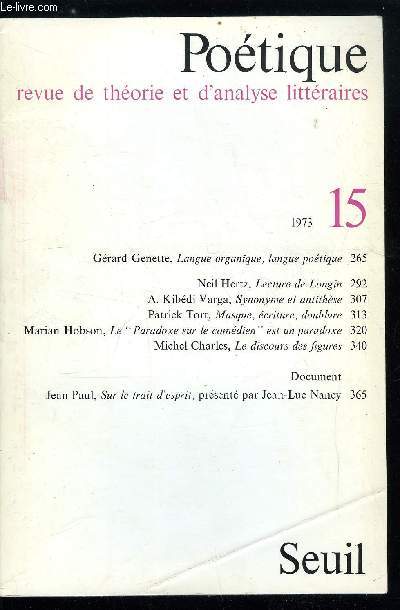 Le-livre.com
Poétique
revue de théorie et d'analyse littéraires
1973 15
Gérard Genette, Langue organique, langue poétique 265
Neil Hertz, Lecture de Longin 292
A. Kibédi Varga, Synonyme et antithèse 307
Patrick Tort, Masque, écriture, doublure 313
Marian Hobson, Le "Paradoxe sur le comédien" est un paradoxe 320
Michel Charles, Le discours des figures 340
Document
Jean Paul, Sur le trait d'esprit, présenté par Jean-Luc Nancy 365
Seuil